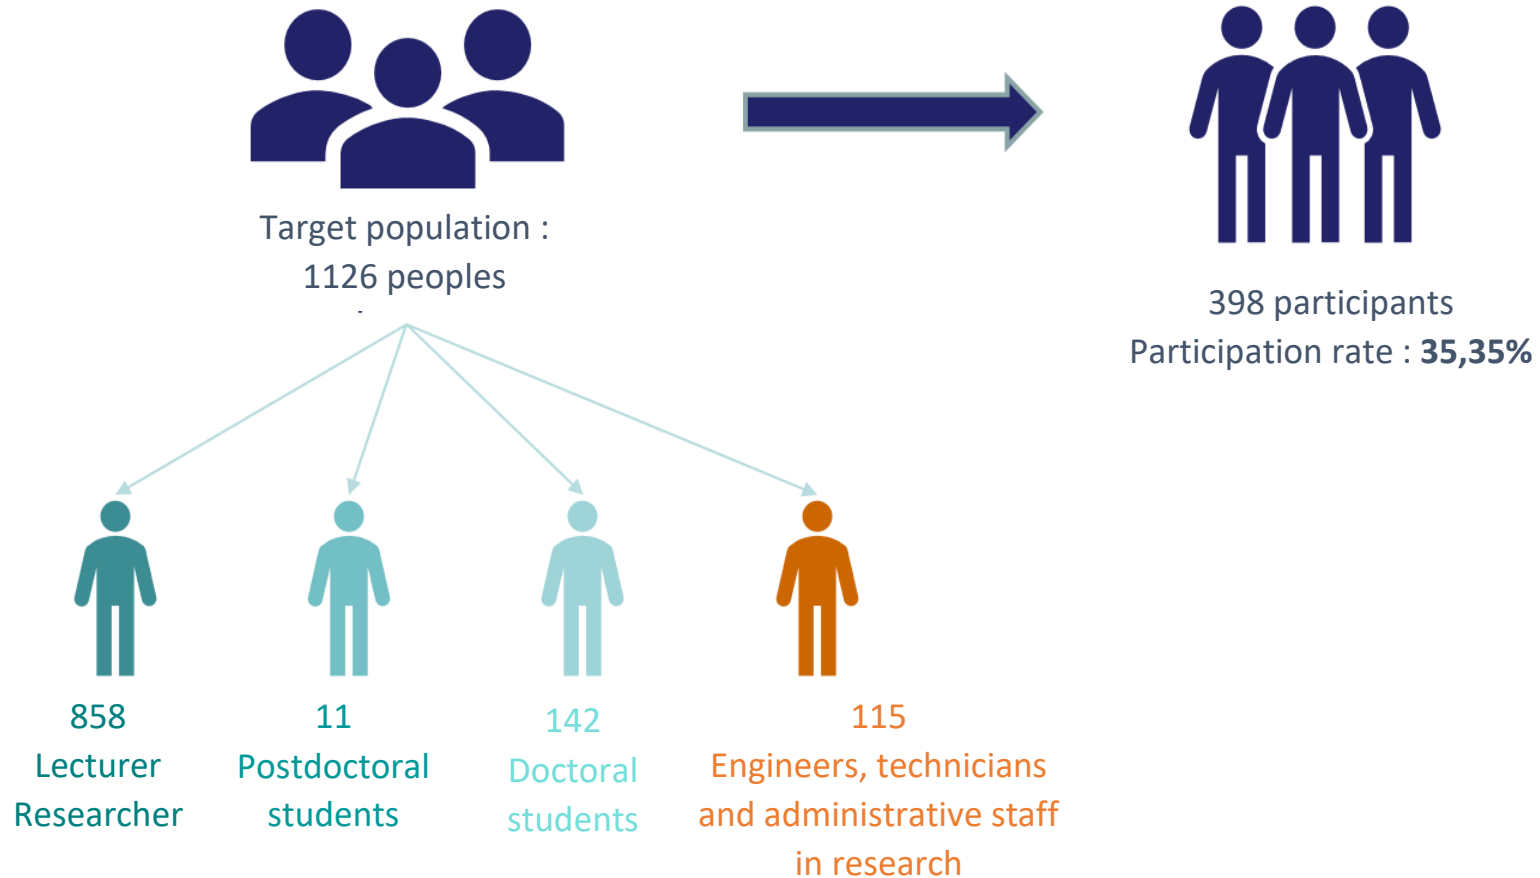 Target population :
1126 peoples
398 participants
Participation rate : 35,35%
858
Lecturer
Researcher
11
Postdoctoral
students
142
Doctoral
students
115
Engineers, technicians
and administrative staff
in research